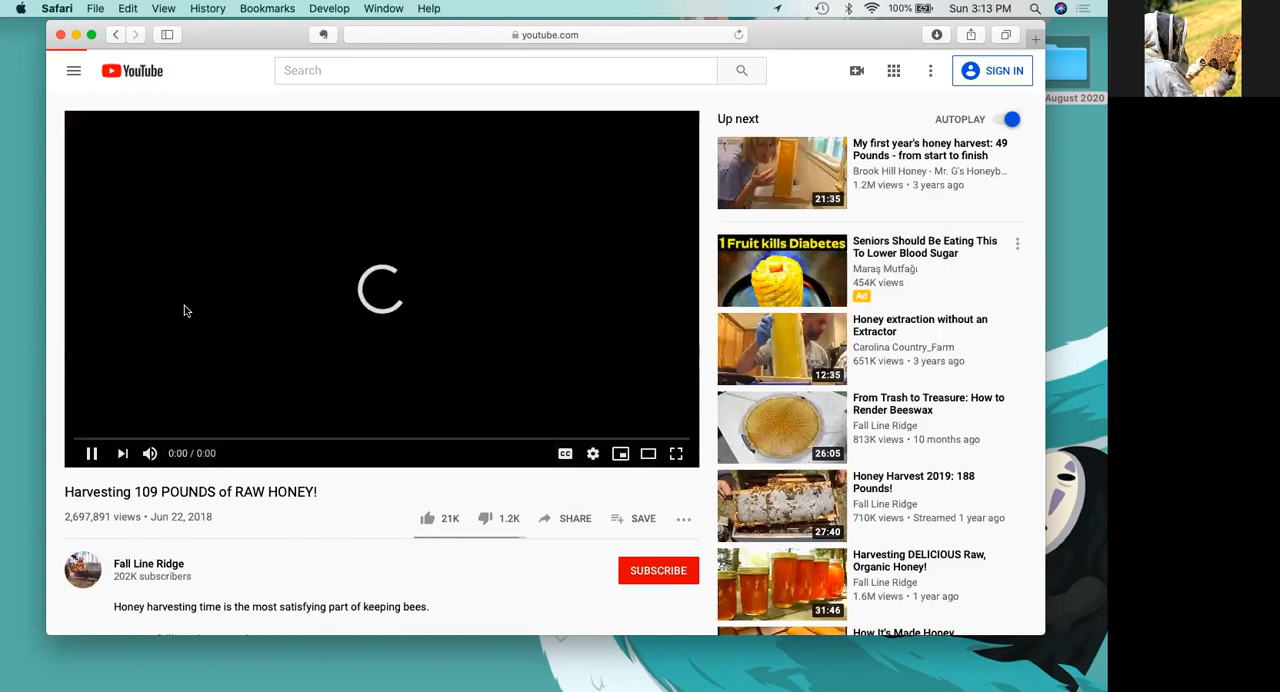 Safari File Edit View History Bookmarks Develop Window Help 100% Sun 3:13 PM
youtube.com
August 2020
YouTube
Search
SIGN IN
Up next
AUTOPLAY
My first year's honey harvest: 49
Pounds - from start to finish
Brook Hill Honey - Mr. G's Honeyb...
1.2M views • 3 years ago
21:35
1 Fruit kills Diabetes
Seniors Should Be Eating This
To Lower Blood Sugar
Maraş Mutfağı
454K views
Ad
Honey extraction without an
Extractor
Carolina Country_Farm
651K views • 3 years ago
12:35
From Trash to Treasure: How to
Render Beeswax
Fall Line Ridge
813K views • 10 months ago
26:05
Honey Harvest 2019: 188
Pounds!
Fall Line Ridge
710K views • Streamed 1 year ago
27:40
Harvesting DELICIOUS Raw,
Organic Honey!
Fall Line Ridge
1.6M views • 1 year ago
31:46
How It's Made Honey
0:00 / 0:00
CC
Harvesting 109 POUNDS of RAW HONEY!
2,697,891 views • Jun 22, 2018
21K 1.2K SHARE SAVE
Fall Line Ridge
202K subscribers
SUBSCRIBE
Honey harvesting time is the most satisfying part of keeping bees.